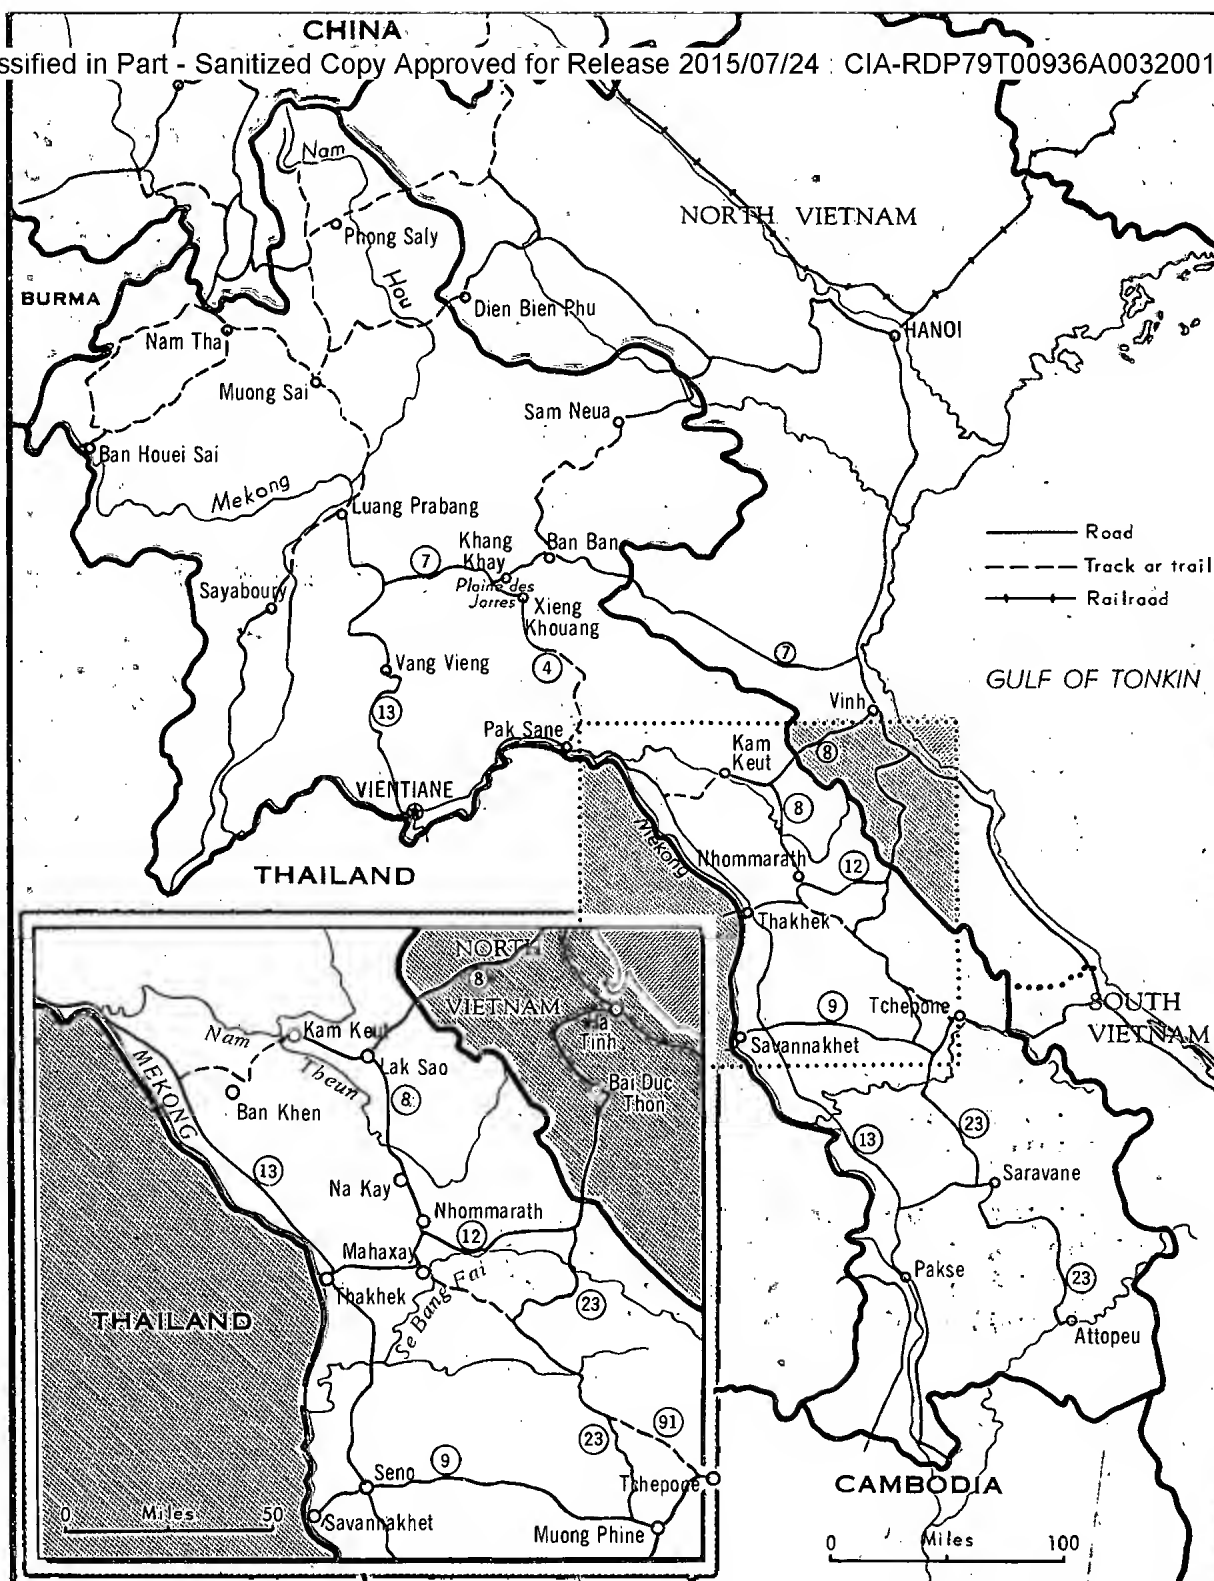 CHINA
ssified in Part - Sanitized Copy Approved for Release 2015/07/24 : CIA-RDP79T00936A0032001
Nam
NORTH VIETNAM
Phong Saly
Hou
BURMA
Dien Bien Phu
HANOI
Nam Tha
Muong Sai
Sam Neua
Ban Houei Sai
Mekong
Luang Prabang
Road
Khang
Khay
Ban Ban
7
Track or trail
Plaine des
Jarres
Sayaboury
Railroad
Xieng
Khouang
7
4
GULF OF TONKIN
Vang Vieng
Vinh
13
Pak Sane
Kam
Keut
8
VIENTIANE
8
Mekong
Nhommarath
12
THAILAND
Thakhek
9
Tchepone
SOUTH
VIETNAM
Savannakhet
13
23
Saravane
Pakse
23
Attopeu
CAMBODIA
Miles
0 100
NORTH
8
VIETNAM
Ha
Tinh
Nam
Kam Keut
Theun
Lak Sao
MEKONG
Bai Duc
Thon
8
Ban Khen
13
Na Kay
Nhommarath
12
Mahaxay
Thakhek
Se Bang Fai
23
THAILAND
91
23
9
Seno
Tchepone
0 Miles 50
Savannakhet
Muong Phine